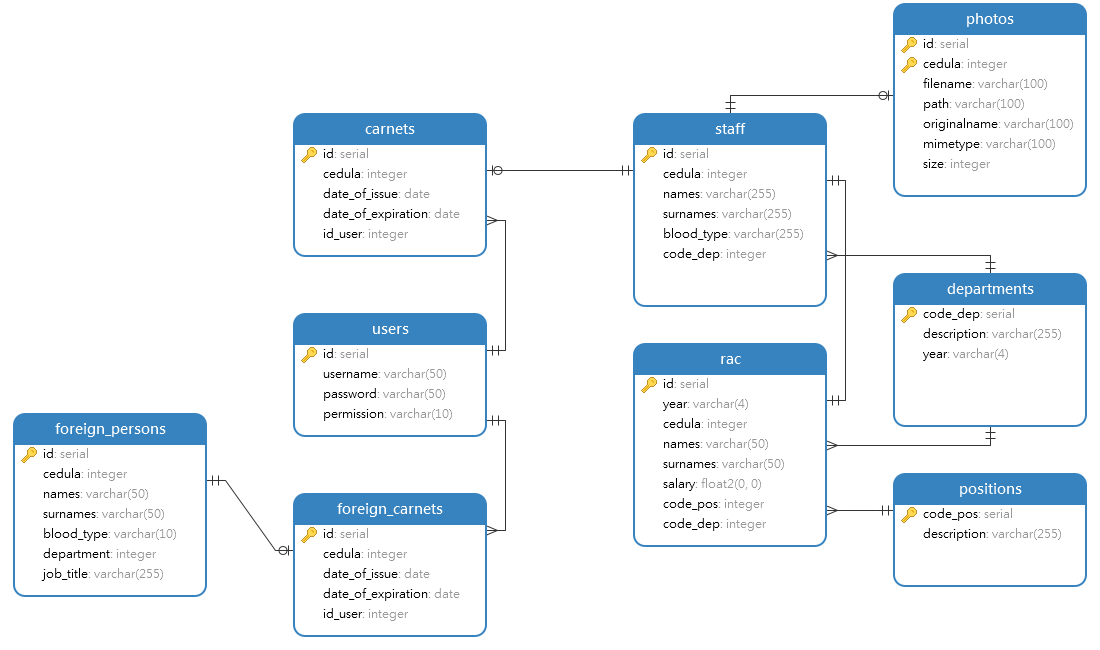 photos
id: serial
cedula: integer
filename: varchar(100)
path: varchar(100)
originalname: varchar(100)
mimetype: varchar(100)
size: integer
carnets
id: serial
cedula: integer
date_of_issue: date
date_of_expiration: date
id_user: integer
staff
id: serial
cedula: integer
names: varchar(255)
surnames: varchar(255)
blood_type: varchar(255)
code_dep: integer
departments
code_dep: serial
description: varchar(255)
year: varchar(4)
users
id: serial
username: varchar(50)
password: varchar(50)
permission: varchar(10)
rac
id: serial
year: varchar(4)
cedula: integer
names: varchar(50)
surnames: varchar(50)
salary: float2(0, 0)
code_pos: integer
code_dep: integer
foreign_persons
id: serial
cedula: integer
names: varchar(50)
surnames: varchar(50)
blood_type: varchar(10)
department: integer
job_title: varchar(255)
foreign_carnets
id: serial
cedula: integer
date_of_issue: date
date_of_expiration: date
id_user: integer
positions
code_pos: serial
description: varchar(255)